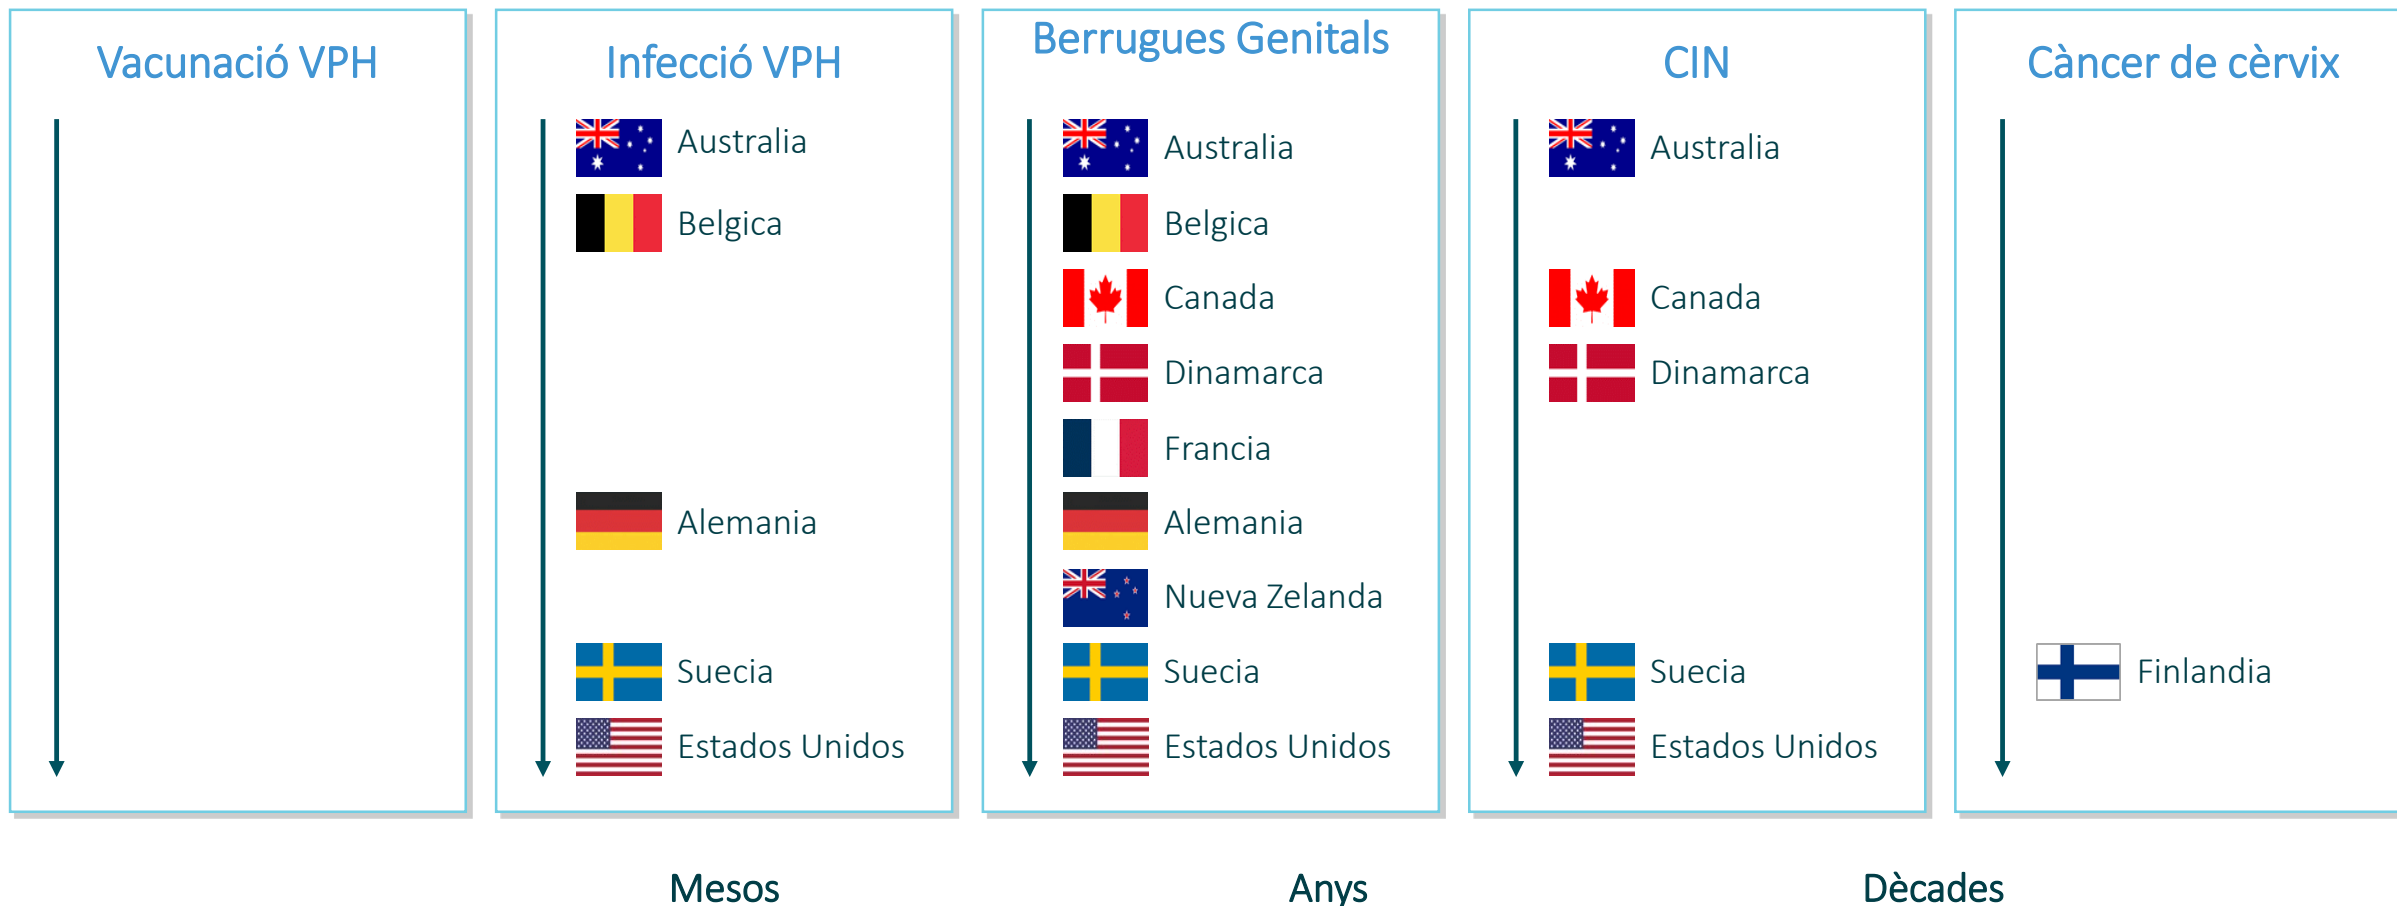 Vacunació VPH
Infecció VPH
Australia
Belgica
Alemania
Suecia
Estados Unidos
Berrugues Genitals
Australia
Belgica
Canada
Dinamarca
Francia
Alemania
Nueva Zelanda
Suecia
Estados Unidos
CIN
Australia
Canada
Dinamarca
Suecia
Estados Unidos
Càncer de cèrvix
Finlandia
Mesos
Anys
Dècades